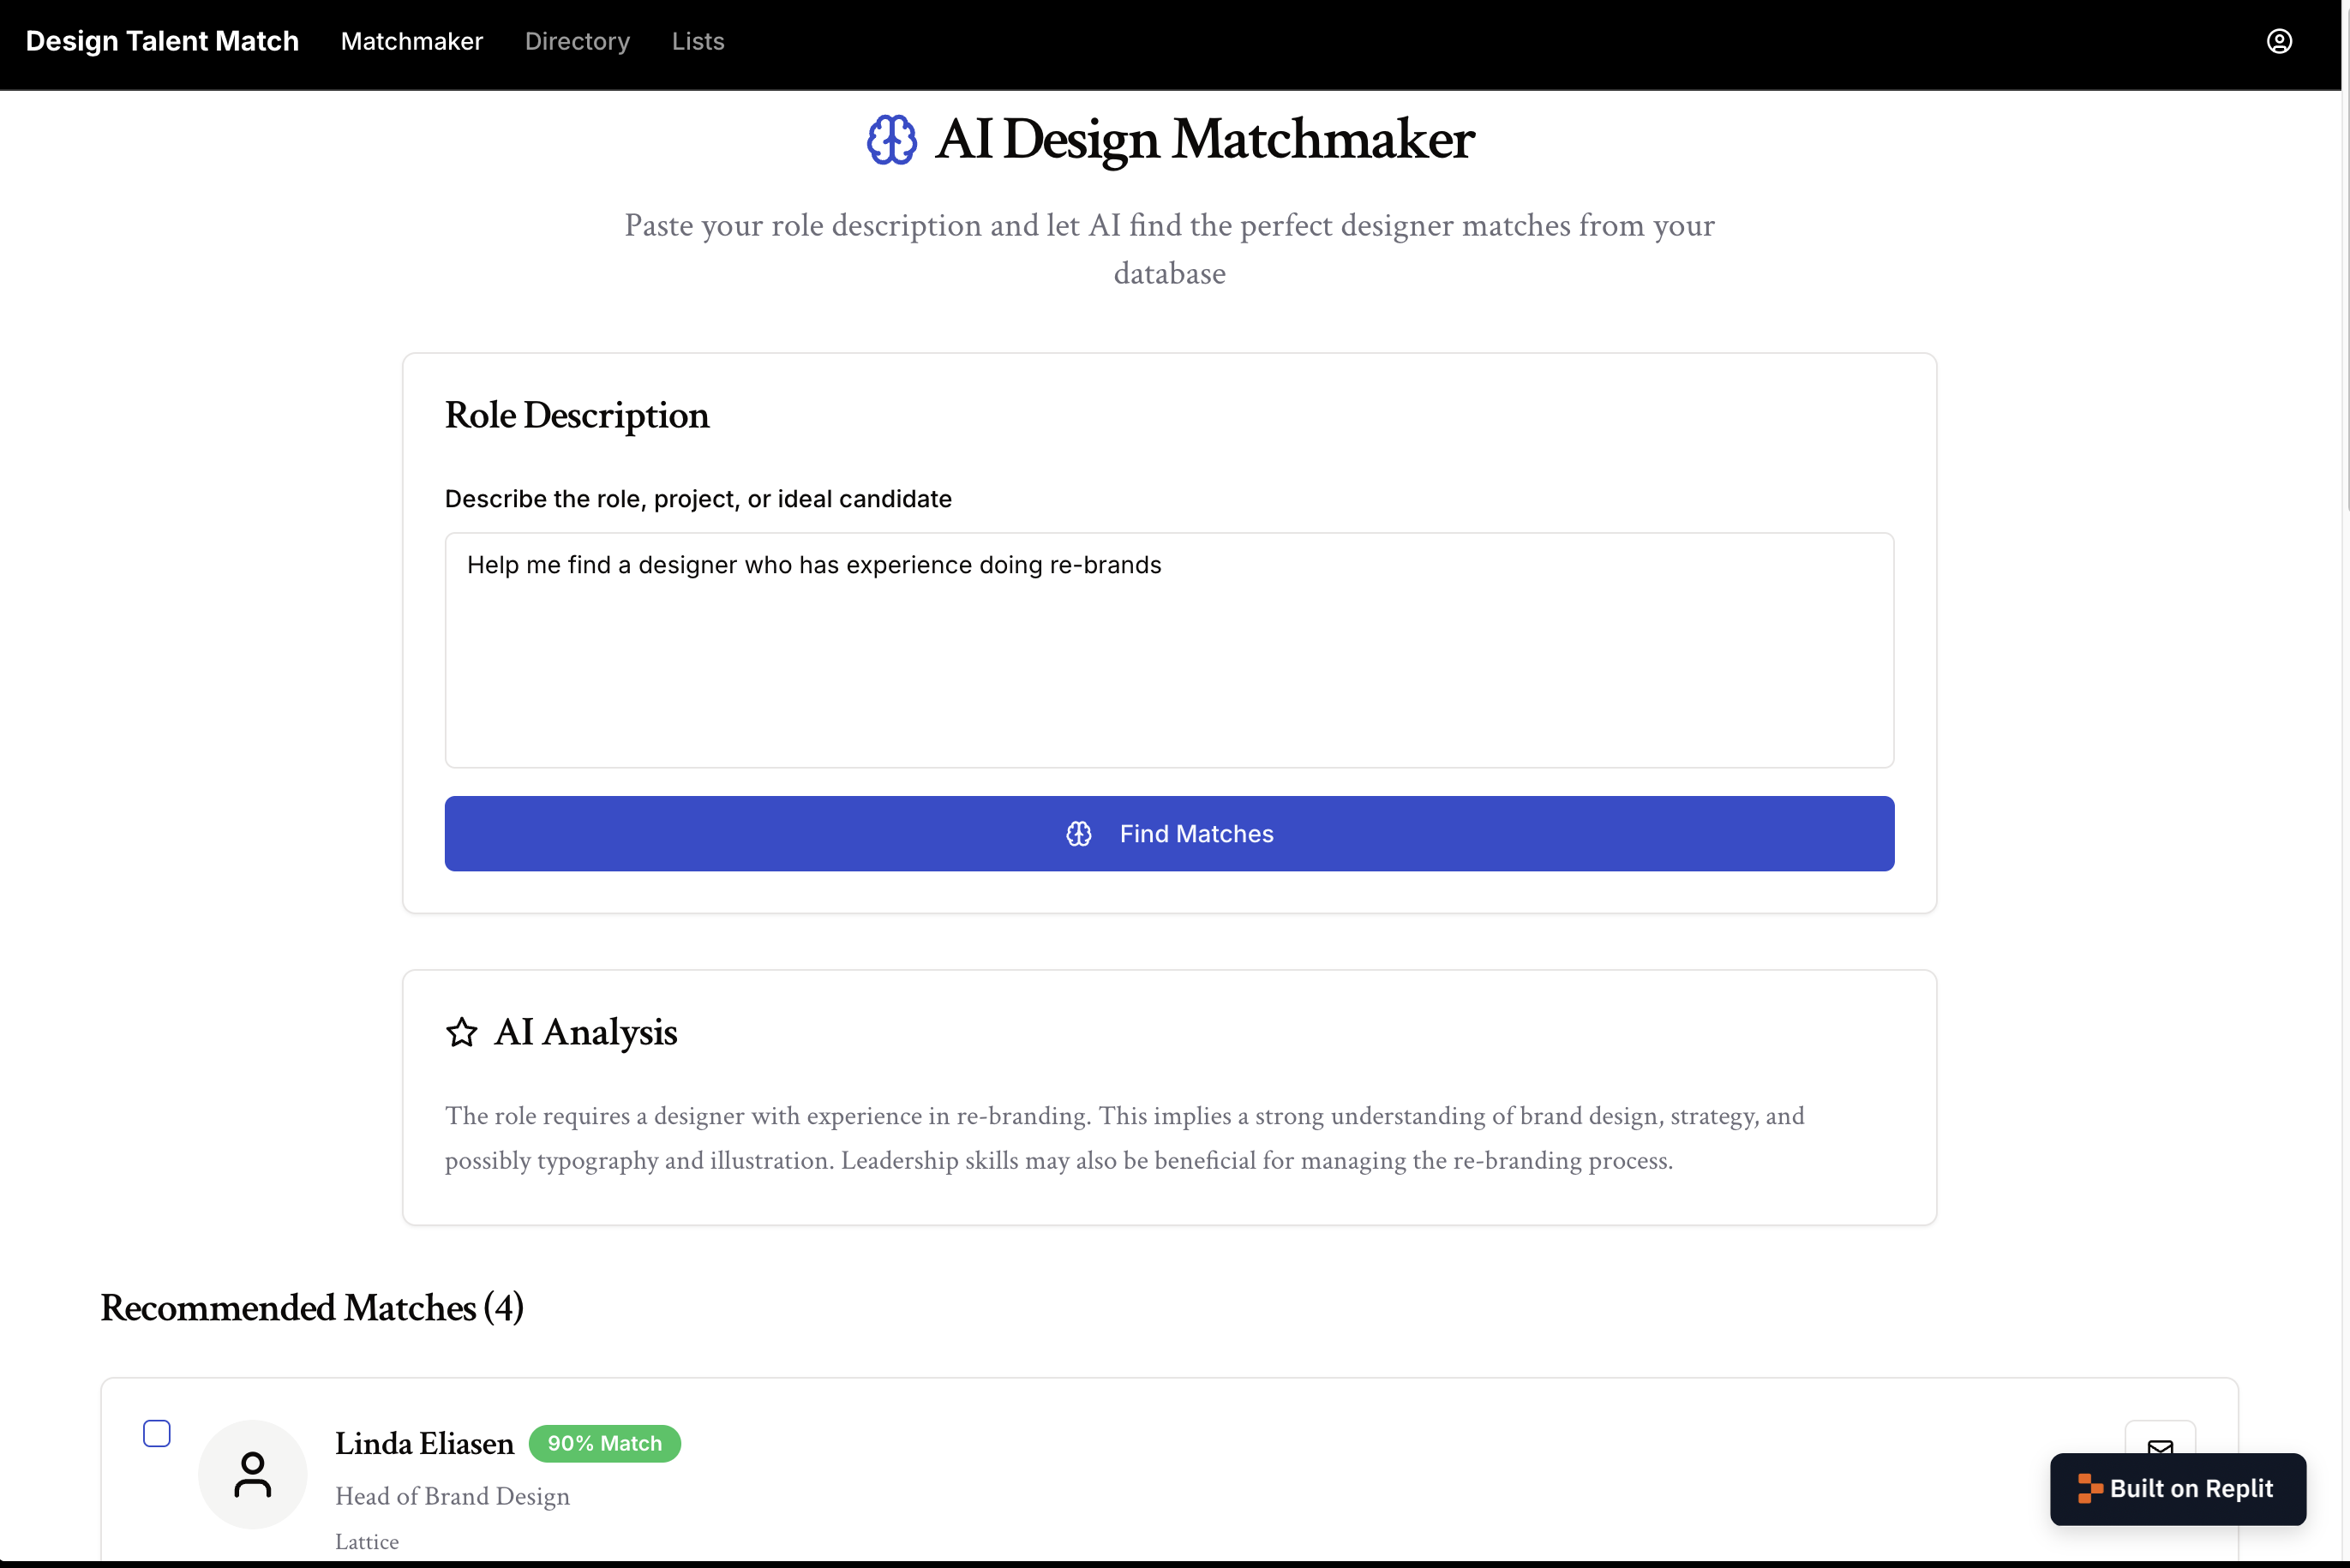 Design Talent Match Matchmaker Directory Lists
AI Design Matchmaker
Paste your role description and let AI find the perfect designer matches from your
database
Role Description
Describe the role, project, or ideal candidate
Help me find a designer who has experience doing re-brands
Find Matches
AI Analysis
The role requires a designer with experience in re-branding. This implies a strong understanding of brand design, strategy, and
possibly typography and illustration. Leadership skills may also be beneficial for managing the re-branding process.
Recommended Matches (4)
Linda Eliasen 90% Match
Head of Brand Design
Lattice
Built on Replit